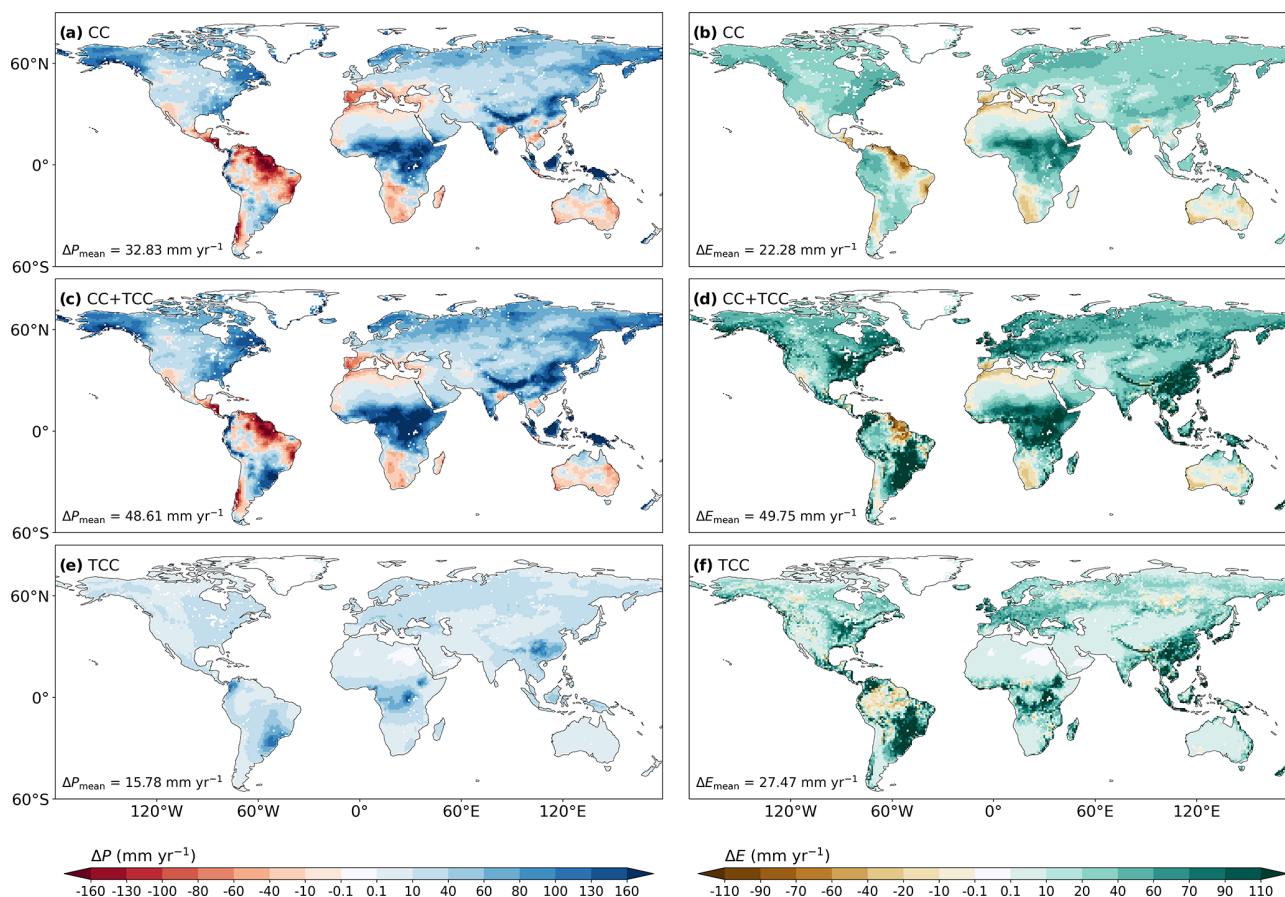 (a) CC
(b) CC
60°N
0°
60°S
ΔPmean = 32.83 mm yr−1
ΔEmean = 22.28 mm yr−1
(c) CC+TCC
(d) CC+TCC
60°N
0°
60°S
ΔPmean = 48.61 mm yr−1
ΔEmean = 49.75 mm yr−1
(e) TCC
(f) TCC
60°N
0°
60°S
ΔPmean = 15.78 mm yr−1
ΔEmean = 27.47 mm yr−1
120°W 60°W 0° 60°E 120°E
120°W 60°W 0° 60°E 120°E
ΔP (mm yr−1)
-160 -130 -100 -80 -60 -40 -10 -0.1 0.1 10 40 60 80 100 130 160
ΔE (mm yr−1)
-110 -90 -70 -60 -40 -20 -10 -0.1 0.1 10 20 40 60 70 90 110